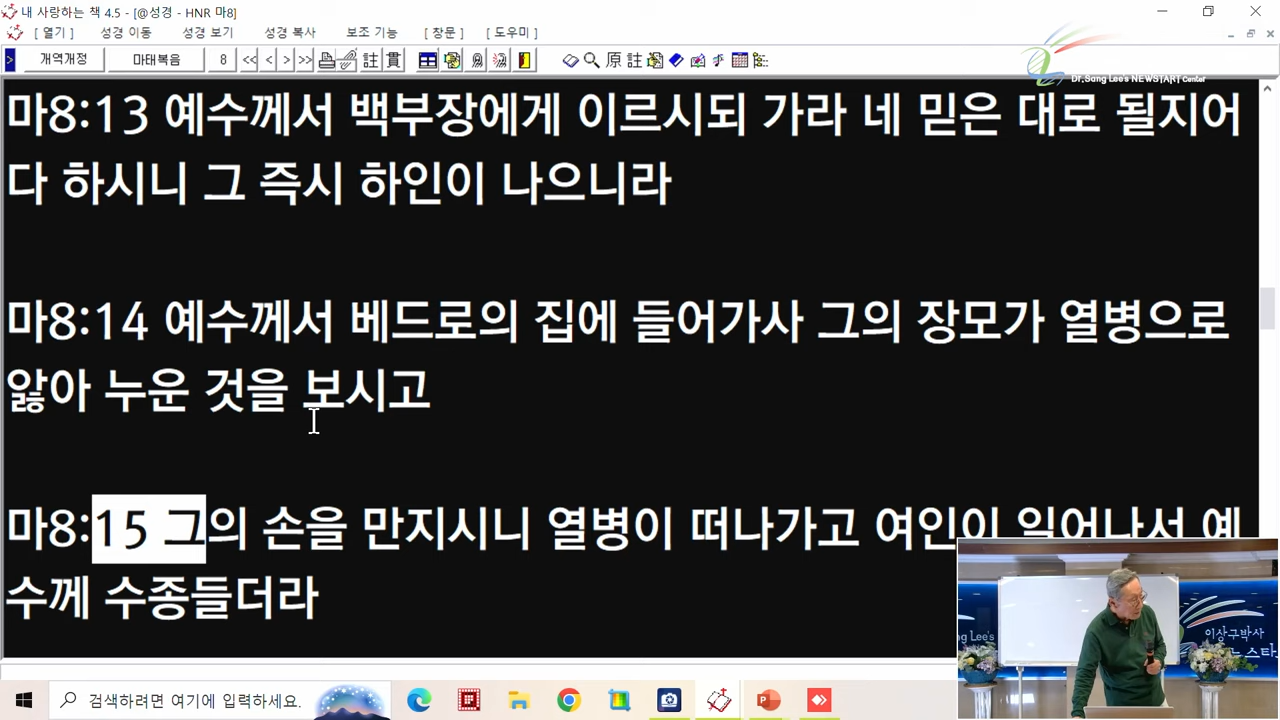 내 사랑하는 책 4.5 - [@성경 - HNR 마8]
[ 열기 ] 성경 이동 성경 보기 성경 복사 보조 기능 [ 창문 ] [ 도우미 ]
개역개정 마태복음 8 << < > >> 註 貫 原 註
Dr.Sang Lee's NEWSTART Center
마8:13 예수께서 백부장에게 이르시되 가라 네 믿은 대로 될지어
다 하시니 그 즉시 하인이 나으니라
마8:14 예수께서 베드로의 집에 들어가사 그의 장모가 열병으로
앓아 누운 것을 보시고
마8:15 그의 손을 만지시니 열병이 떠나가고 여인이 일어나서 예
수께 수종들더라
ng Lee's
이상구박사
뉴스타
검색하려면 여기에 입력하세요.